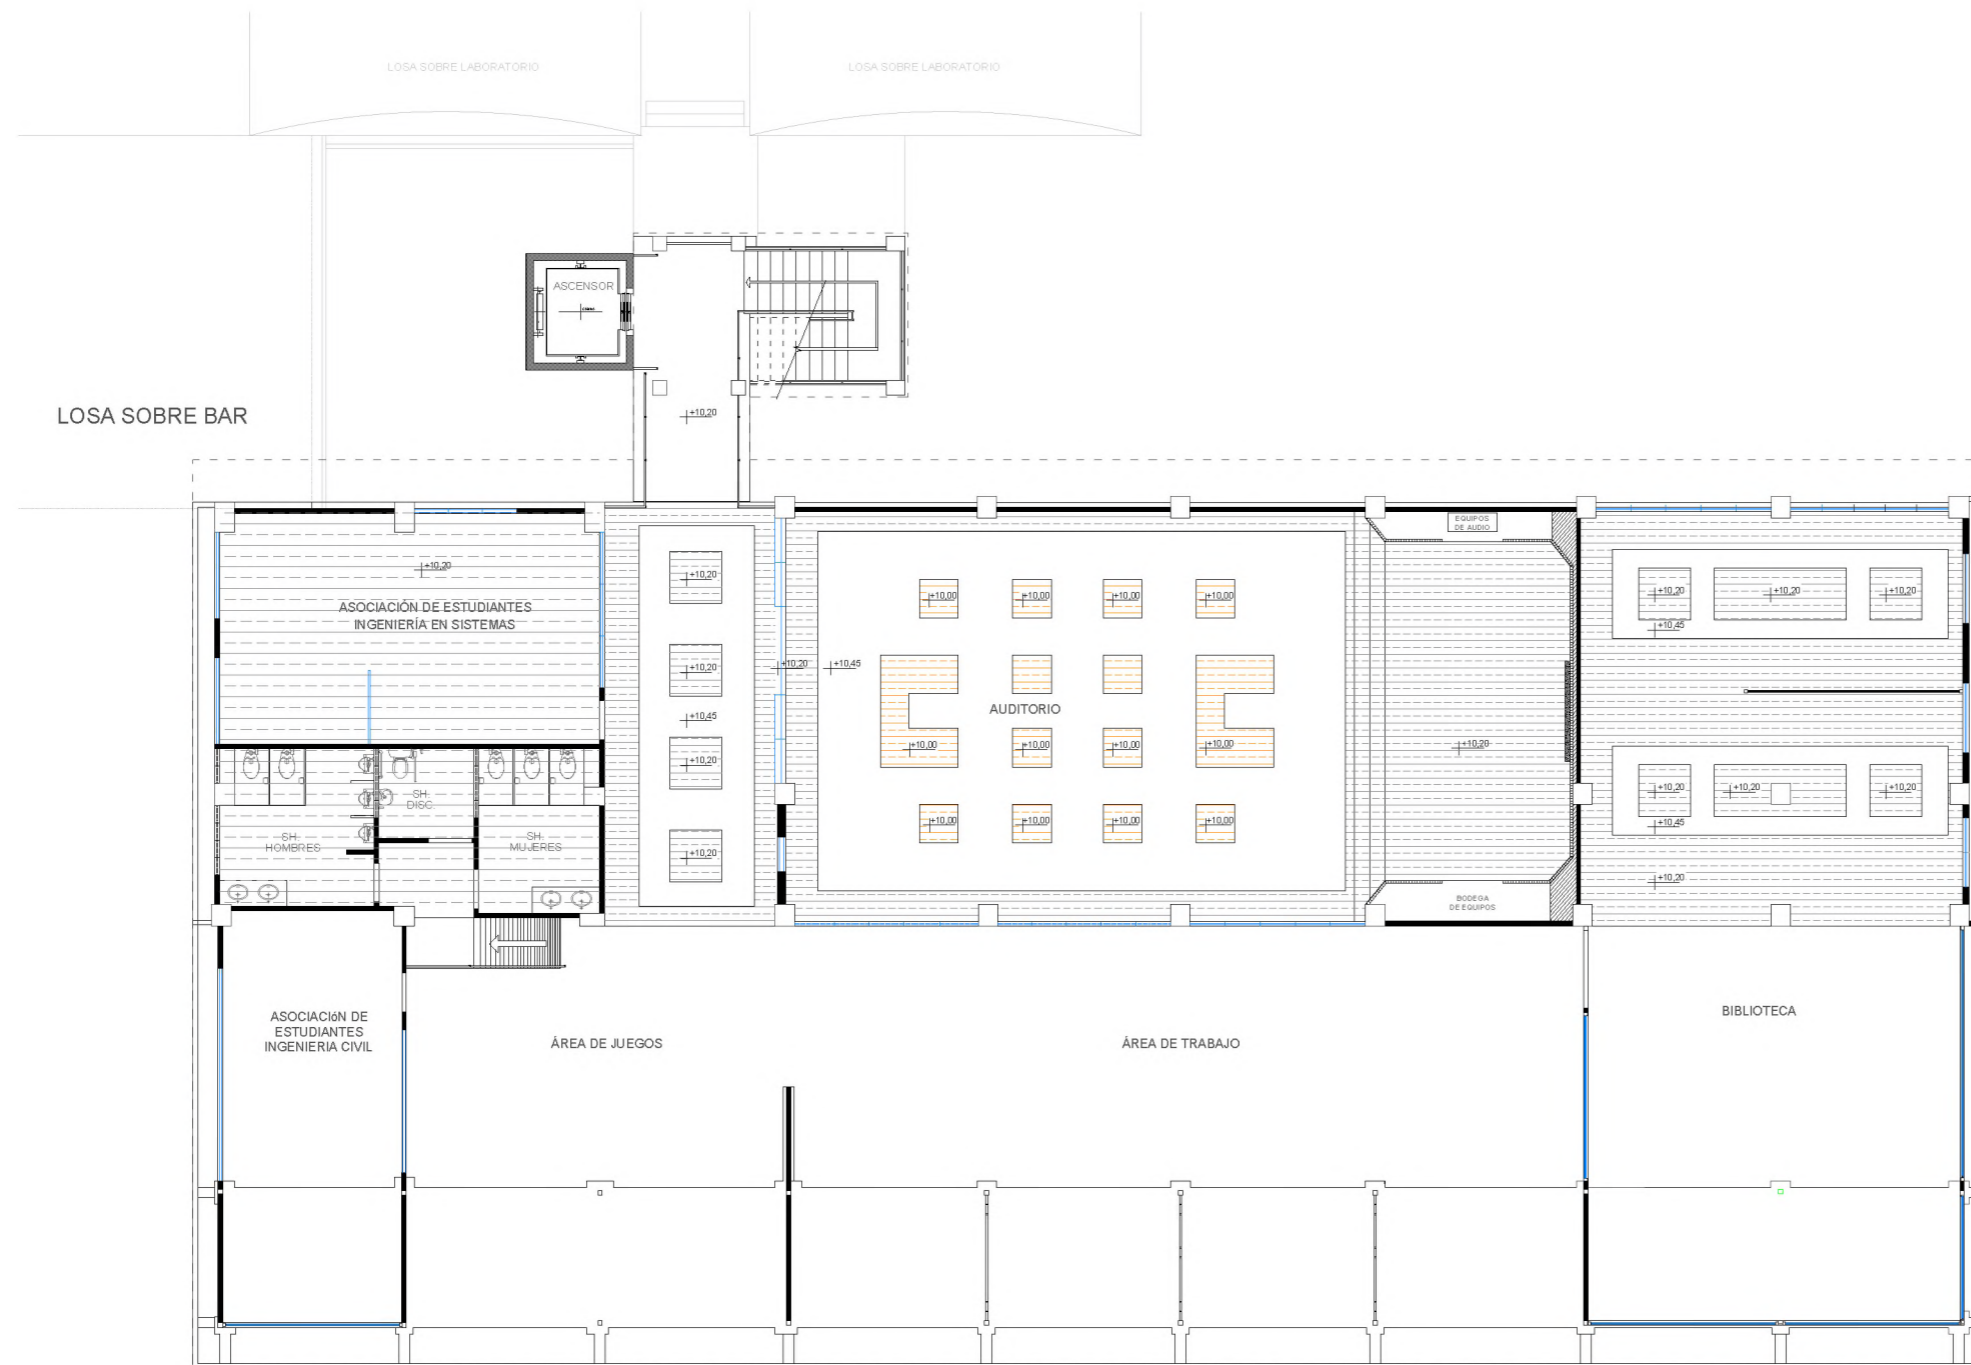 LOSA SOBRE LABORATORIO
LOSA SOBRE LABORATORIO
ASCENSOR
LOSA SOBRE BAR
+10,20
EQUIPOS
DE AUDIO
+10,20
+10,20
+10,00
+10,00
+10,00
+10,00
+10,20
+10,20
+10,20
+10,45
ASOCIACIÓN DE ESTUDIANTES
INGENIERÍA EN SISTEMAS
+10,20
+10,20
+10,45
+10,45
AUDITORIO
+10,20
+10,00
+10,00
+10,00
+10,00
+10,20
SH.
DISC.
+10,20
+10,20
+10,20
+10,45
+10,00
+10,00
+10,00
+10,00
SH.
HOMBRES
SH.
MUJERES
+10,20
+10,20
BODEGA
DE EQUIPOS
ASOCIACIóN DE
ESTUDIANTES
INGENIERIA CIVIL
ÁREA DE JUEGOS
ÁREA DE TRABAJO
BIBLIOTECA